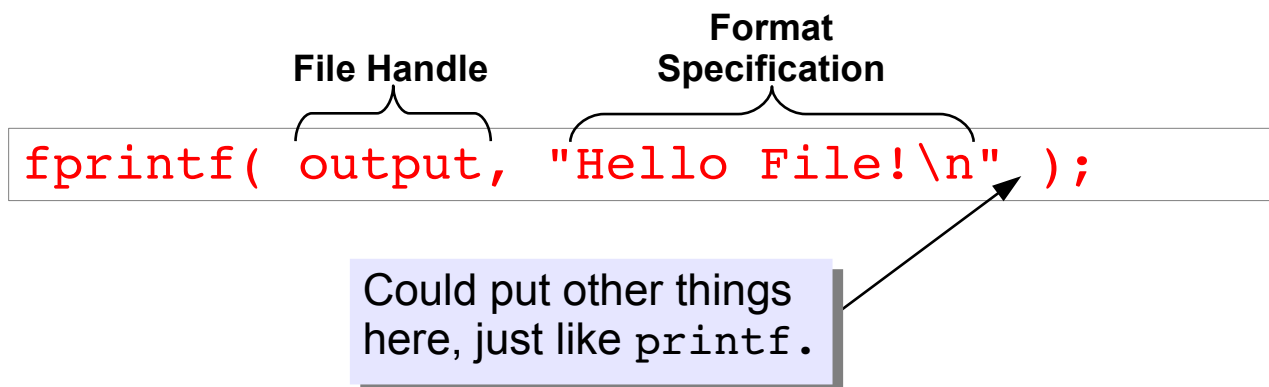 Format
File Handle Specification
fprintf( output, "Hello File!\n" );
Could put other things
here, just like printf.